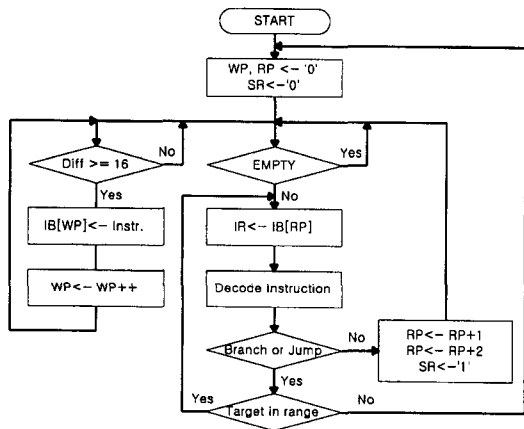 START
WP, RP <- '0'
SR<-'0'
Diff >= 16
No
EMPTY
Yes
Yes
No
IB[WP]<- Instr.
IR<- IB[RP]
WP<- WP++
Decode Instruction
Branch or Jump
No
RP<- RP+1
RP<- RP+2
SR<-'1'
Yes
Yes
Target in range
No